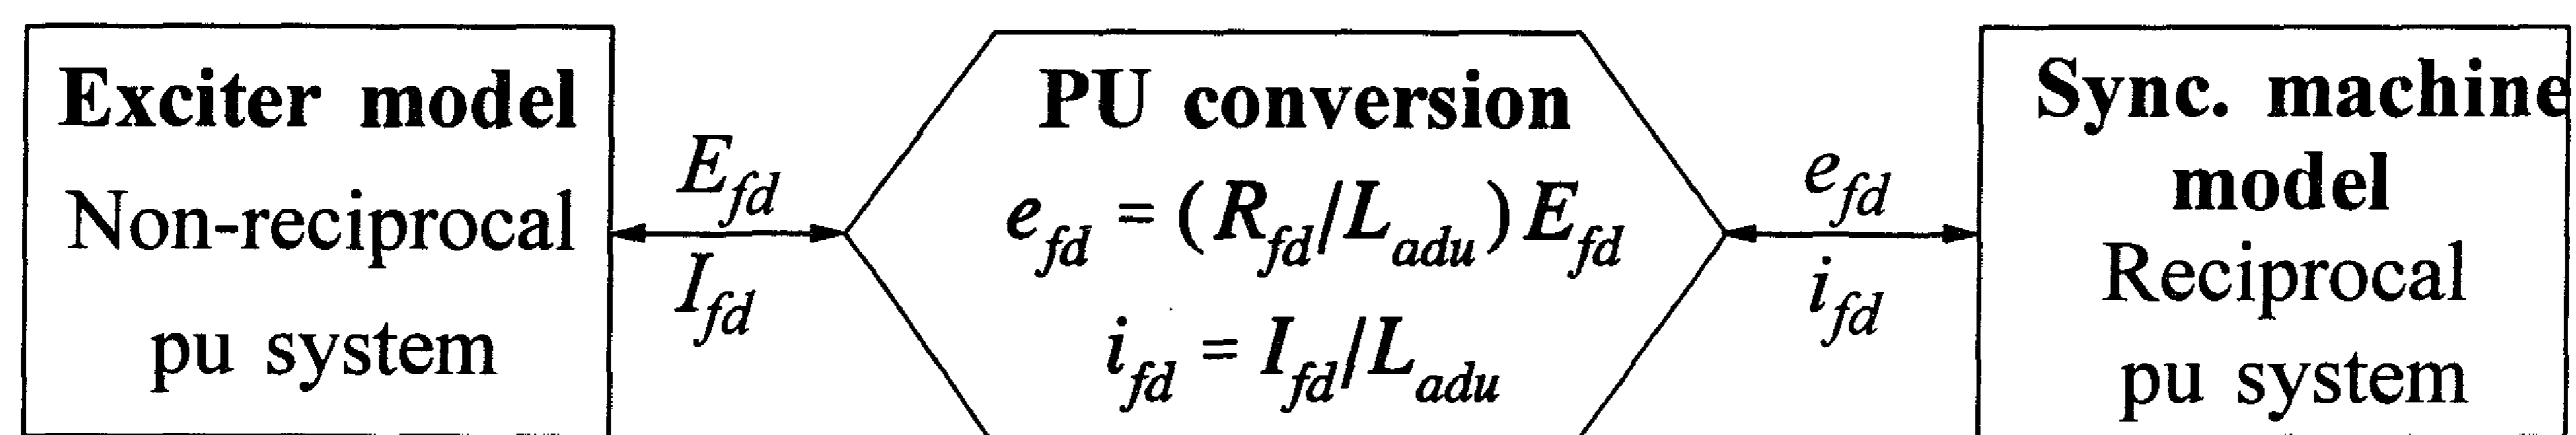 Exciter model
Non-reciprocal
pu system
E_fd
I_fd
PU conversion
e_fd = (R_fd/L_adu) E_fd
i_fd = I_fd/L_adu
e_fd
i_fd
Sync. machine
model
Reciprocal
pu system